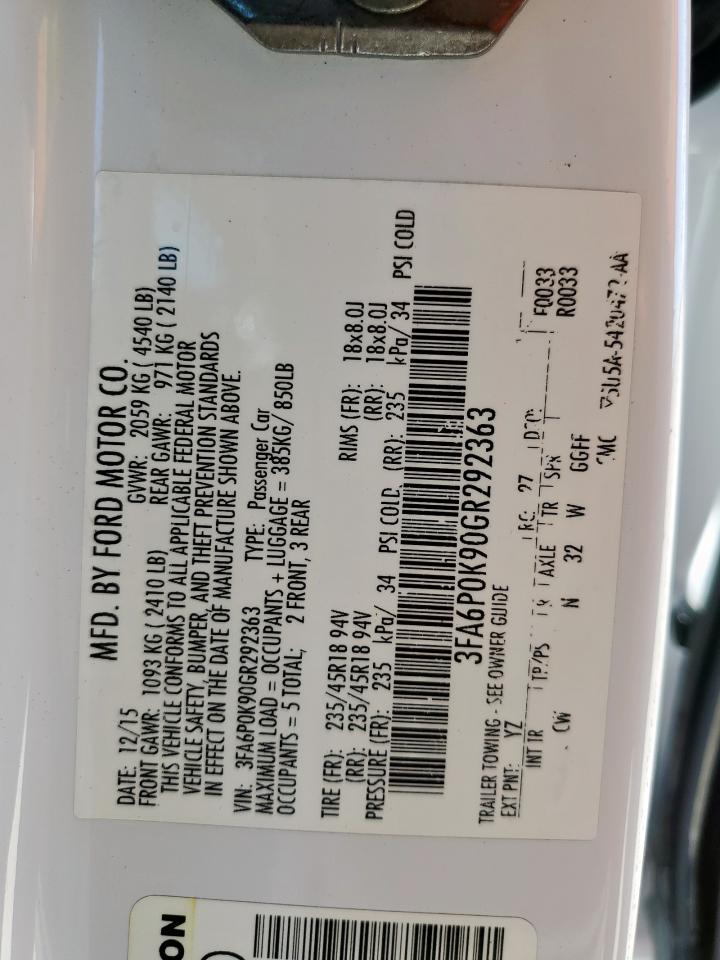 MFD. BY FORD MOTOR CO.
DATE: 12/15 GVWR: 2059 KG ( 4540 LB)
FRONT GAWR: 1093 KG ( 2410 LB) REAR GAWR: 971 KG ( 2140 LB)
THIS VEHICLE CONFORMS TO ALL APPLICABLE FEDERAL MOTOR
VEHICLE SAFETY, BUMPER, AND THEFT PREVENTION STANDARDS
IN EFFECT ON THE DATE OF MANUFACTURE SHOWN ABOVE.
VIN: 3FA6P0K90GR292363 TYPE: Passenger Car
MAXIMUM LOAD = OCCUPANTS + LUGGAGE = 385KG/ 850LB
OCCUPANTS = 5 TOTAL; 2 FRONT, 3 REAR
TIRE (FR): 235/45R18 94V RIMS (FR): 18x8.0J
(RR): 235/45R18 94V (RR): 18x8.0J
PRESSURE (FR): 235 kPa/ 34 PSI COLD (RR): 235 kPa/ 34 PSI COLD
3FA6P0K90GR292363
TRAILER TOWING - SEE OWNER GUIDE
F0033
EXT PNT: YZ RC: 27 R0033
INT TR TP/PS R AXLE TR SPR
CW N 32 W GGFF
ON